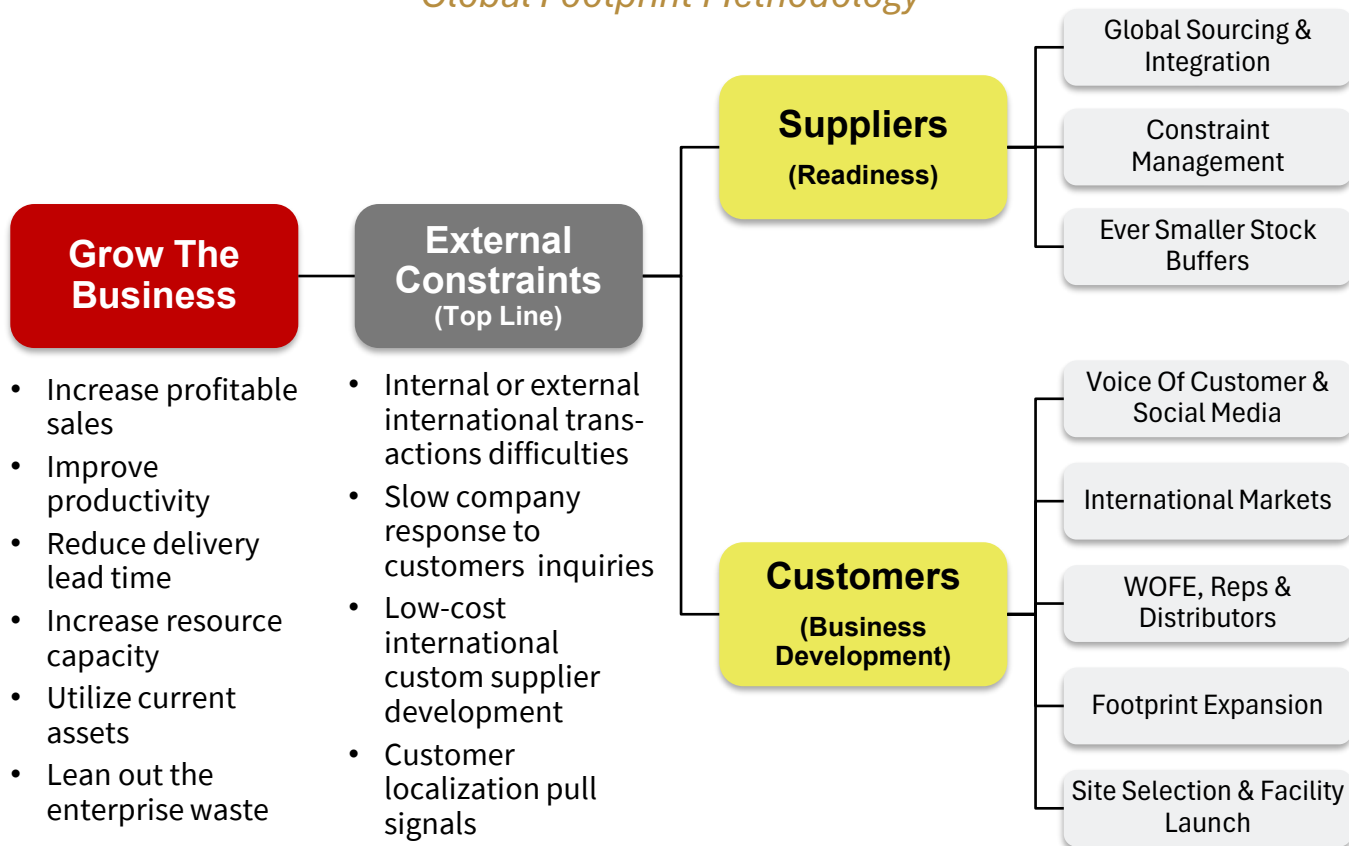 Global Footprint Methodology
Grow The
Business
• Increase profitable
sales
• Improve
productivity
• Reduce delivery
lead time
• Increase resource
capacity
• Utilize current
assets
• Lean out the
enterprise waste
External
Constraints
(Top Line)
• Internal or external
international trans-
actions difficulties
• Slow company
response to
customers  inquiries
• Low-cost
international
custom supplier
development
• Customer
localization pull
signals
Suppliers
(Readiness)
Global Sourcing &
Integration
Constraint
Management
Ever Smaller Stock
Buffers
Customers
(Business
Development)
Voice Of Customer &
Social Media
International Markets
WOFE, Reps &
Distributors
Footprint Expansion
Site Selection & Facility
Launch